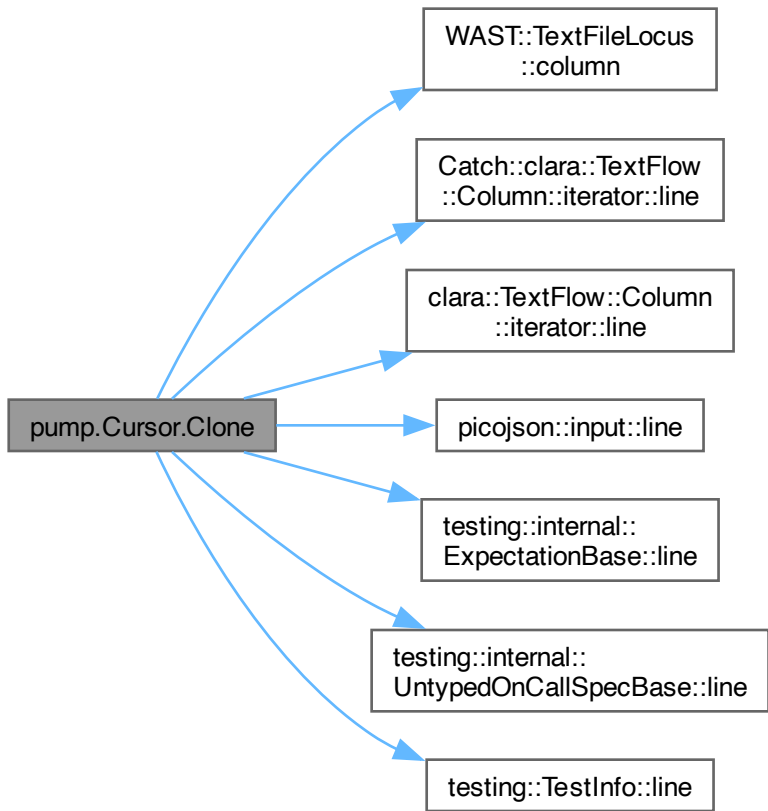 WAST::TextFileLocus
::column
Catch::clara::TextFlow
::Column::iterator::line
clara::TextFlow::Column
::iterator::line
pump.Cursor.Clone
picojson::input::line
testing::internal::
ExpectationBase::line
testing::internal::
UntypedOnCallSpecBase::line
testing::TestInfo::line